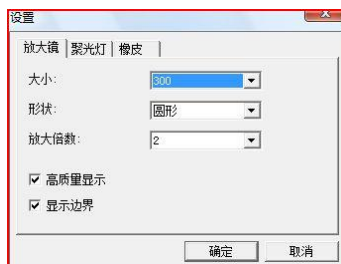 设置
放大镜 聚光灯 橡皮
大小: 300
形状: 圆形
放大倍数: 2
高质量显示
显示边界
确定 取消